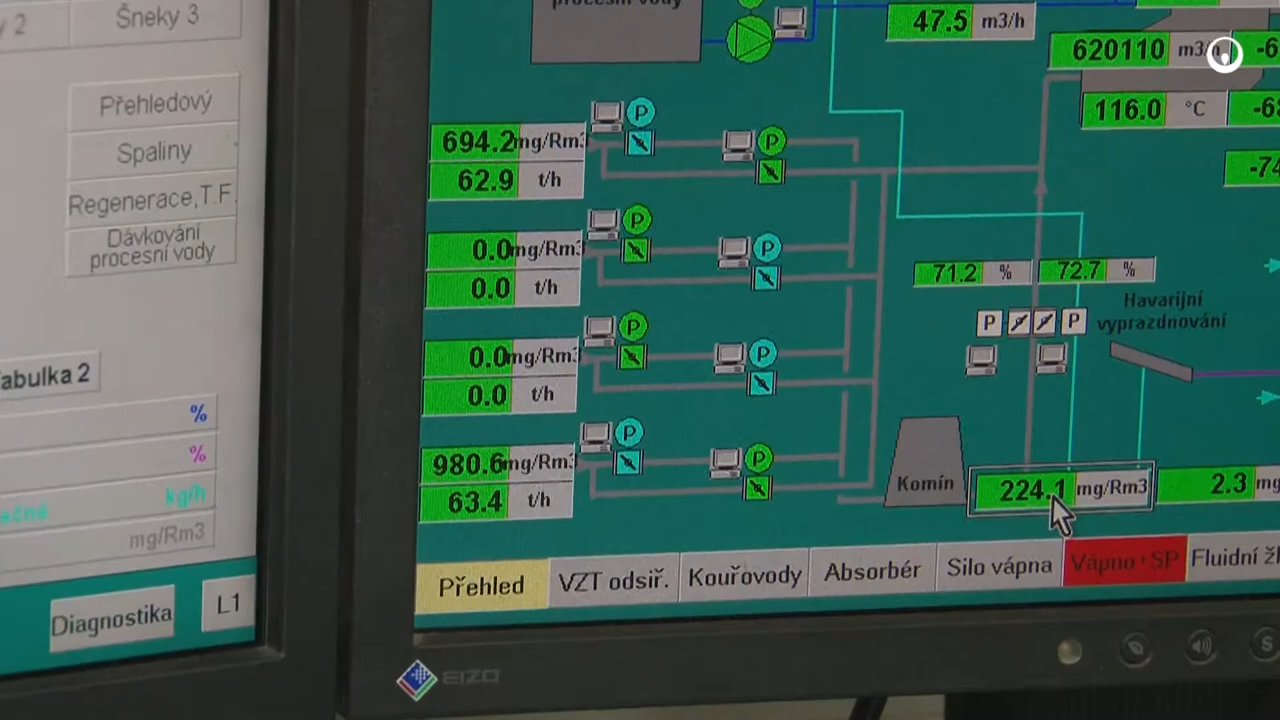 Šneky 3
Přehledový
Spaliny
Regenerace,T.F.
Dávkování
procesní vody
2
%
%
kg/h
mg/Rm3
Diagnostika
L1
procesní vody
47.5 m3/h
620110 m3/h
116.0 °C
694.2 mg/Rm3
62.9 t/h
0.0 mg/Rm3
0.0 t/h
0.0 mg/Rm3
0.0 t/h
980.6 mg/Rm3
63.4 t/h
P
P
P
P
P
P
P
P
71.2 %
72.7 %
P
P
Havarijní
vyprazdnování
Komín
224.1 mg/Rm3
2.3
Přehled
VZT odsiř.
Kouřovody
Absorbér
Silo vápna
Vápno+SP
Fluidní
EIZO
S